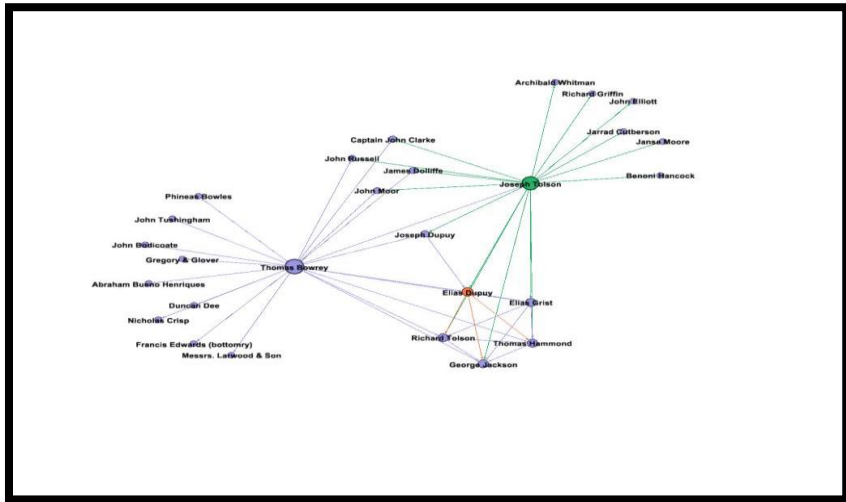 Archibald Whitman
Richard Griffin
John Elliott
Jarrad Cutberson
Captain John Clarke
Jansa Moore
John Russell
James Dolliffe
Benoni Hancock
Joseph Tolson
John Moor
Phineas Bowles
John Tushingham
Joseph Dupuy
John Budicoate
Gregory & Glover
Thomas Bowrey
Abraham Bueno Henriques
Elias Dupuy
Elias Grist
Duncan Dee
Nicholas Crisp
Richard Tolson
Thomas Hammond
Francis Edwards (bottomry)
Messrs. Larwood & Son
George Jackson